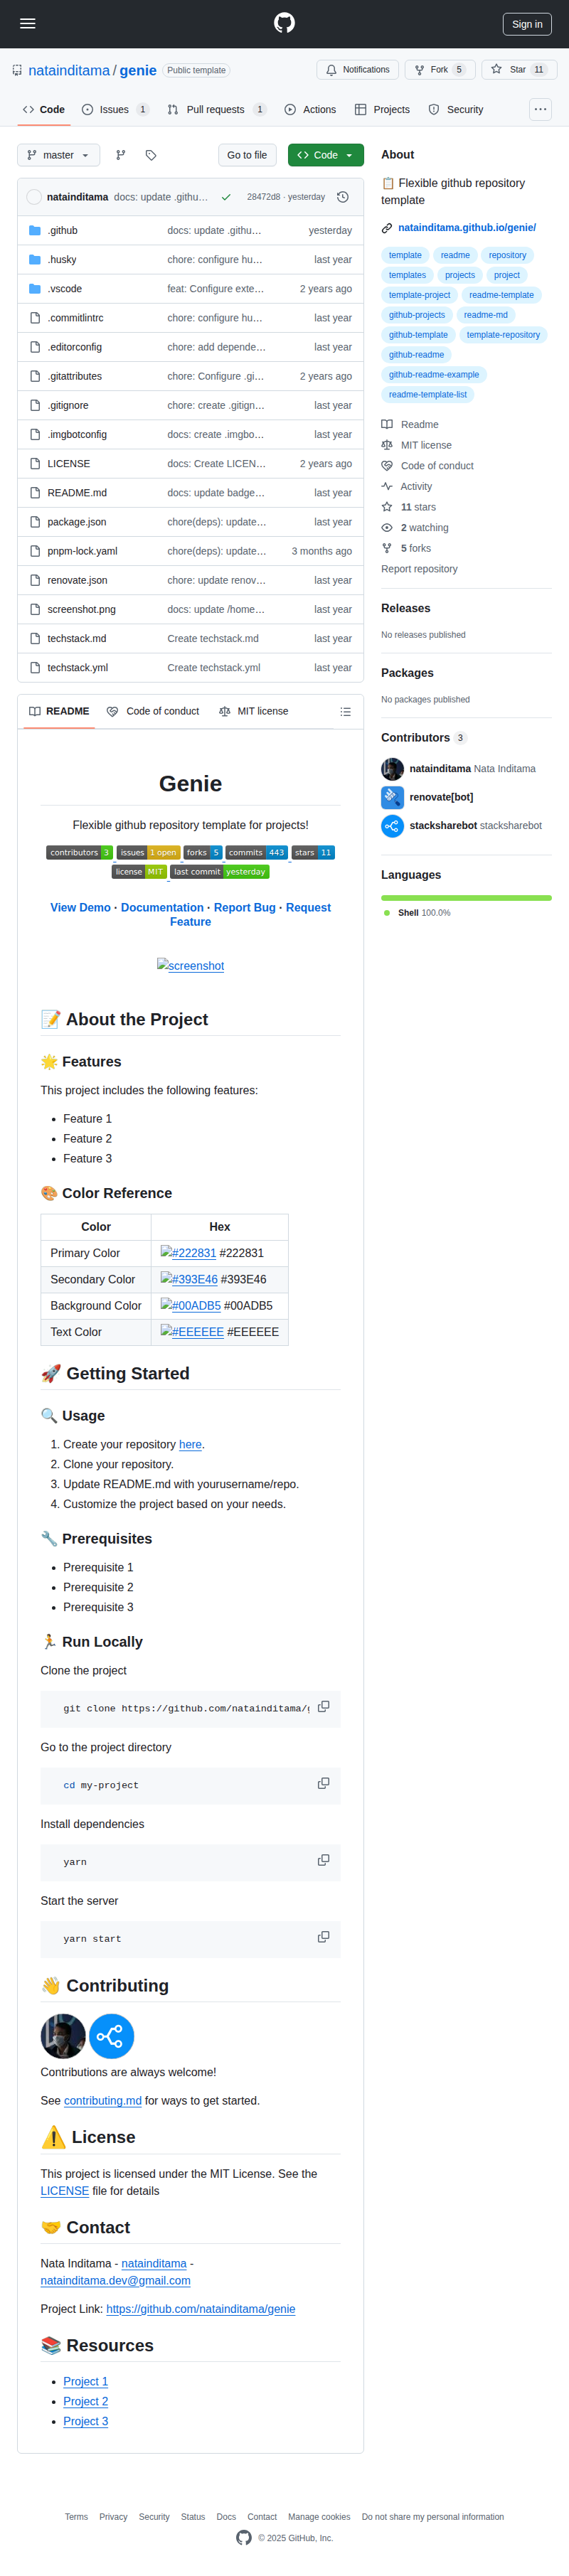 Sign in
natainditama / genie Public template
Notifications Fork 5 Star 11
Code Issues 1 Pull requests 1 Actions Projects Security
master Go to file Code
natainditama docs: update .githu… 28472d8 · yesterday
.github docs: update .githu… yesterday
.husky chore: configure hu… last year
.vscode feat: Configure exte… 2 years ago
.commitlintrc chore: configure hu… last year
.editorconfig chore: add depende… last year
.gitattributes chore: Configure .gi… 2 years ago
.gitignore chore: create .gitign… last year
.imgbotconfig docs: create .imgbo… last year
LICENSE docs: Create LICEN… 2 years ago
README.md docs: update badge… last year
package.json chore(deps): update… last year
pnpm-lock.yaml chore(deps): update… 3 months ago
renovate.json chore: update renov… last year
screenshot.png docs: update /home… last year
techstack.md Create techstack.md last year
techstack.yml Create techstack.yml last year
README Code of conduct MIT license
Genie
Flexible github repository template for projects!
contributors 3 issues 1 open forks 5 commits 443 stars 11
license MIT last commit yesterday
View Demo · Documentation · Report Bug · Request
Feature
screenshot
📝 About the Project
🌟 Features
This project includes the following features:
• Feature 1
• Feature 2
• Feature 3
🎨 Color Reference
Color Hex
Primary Color #222831 #222831
Secondary Color #393E46 #393E46
Background Color #00ADB5 #00ADB5
Text Color #EEEEEE #EEEEEE
🚀 Getting Started
🔍 Usage
1. Create your repository here.
2. Clone your repository.
3. Update README.md with yourusername/repo.
4. Customize the project based on your needs.
🔧 Prerequisites
• Prerequisite 1
• Prerequisite 2
• Prerequisite 3
🏃 Run Locally
Clone the project
git clone https://github.com/natainditama/g
Go to the project directory
cd my-project
Install dependencies
yarn
Start the server
yarn start
👋 Contributing
Contributions are always welcome!
See contributing.md for ways to get started.
⚠️ License
This project is licensed under the MIT License. See the
LICENSE file for details
🤝 Contact
Nata Inditama - natainditama -
natainditama.dev@gmail.com
Project Link: https://github.com/natainditama/genie
📚 Resources
• Project 1
• Project 2
• Project 3
About
📋 Flexible github repository
template
natainditama.github.io/genie/
template readme repository
templates projects project
template-project readme-template
github-projects readme-md
github-template template-repository
github-readme
github-readme-example
readme-template-list
Readme
MIT license
Code of conduct
Activity
11 stars
2 watching
5 forks
Report repository
Releases
No releases published
Packages
No packages published
Contributors 3
natainditama Nata Inditama
renovate[bot]
stacksharebot stacksharebot
Languages
Shell 100.0%
Terms Privacy Security Status Docs Contact Manage cookies Do not share my personal information
© 2025 GitHub, Inc.